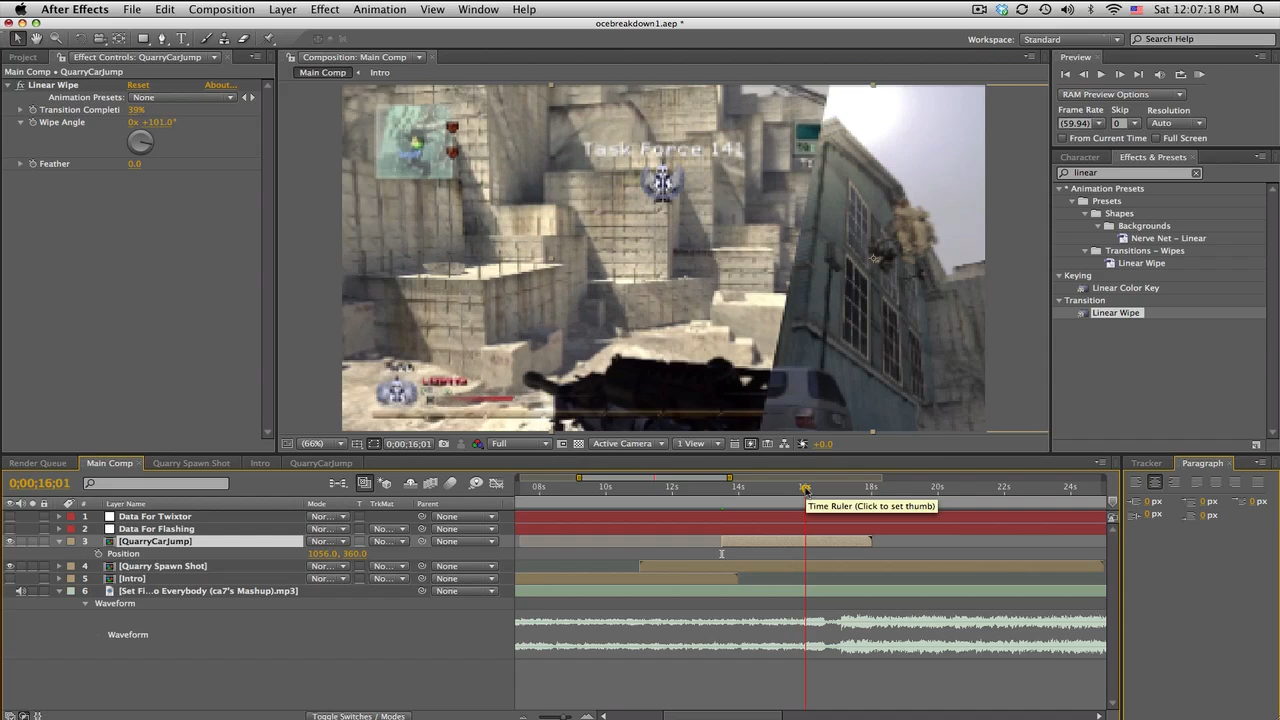 After Effects File Edit Composition Layer Effect Animation View Window Help Sat 12:07:18 PM
ocebreakdown1.aep *
Workspace: Standard Search Help
Project Effect Controls: QuarryCarJump Composition: Main Comp Preview
Main Comp • QuarryCarJump
Main Comp Intro
Linear Wipe Reset About...
Animation Presets: None
Transition Completi 39%
Wipe Angle 0x +101.0°
Feather 0.0
Task Force 141
RAM Preview Options
Frame Rate Skip Resolution
(59.94) 0 Auto
From Current Time Full Screen
Character Effects & Presets
linear
* Animation Presets
Presets
Shapes
Backgrounds
Nerve Net – Linear
Transitions – Wipes
Linear Wipe
Keying
Linear Color Key
Transition
Linear Wipe
(66%) 0;00;16;01 Full Active Camera 1 View +0.0
Render Queue Main Comp Quarry Spawn Shot Intro QuarryCarJump
Tracker Paragraph
0;00;16;01
08s 10s 12s 14s 16s 18s 20s 22s 24s
# Layer Name Mode T TrkMat Parent
Time Ruler (Click to set thumb)
0 px 0 px
0 px 0 px
0 px
1 Data For Twixtor Nor... None
2 Data For Flashing Nor... No... None
3 [QuarryCarJump] Nor... No... None
Position 1056.0, 360.0
4 [Quarry Spawn Shot] Nor... No... None
5 [Intro] Nor... No... None
6 [Set Fi...o Everybody (ca7's Mashup).mp3] None
Waveform
Waveform
Toggle Switches / Modes